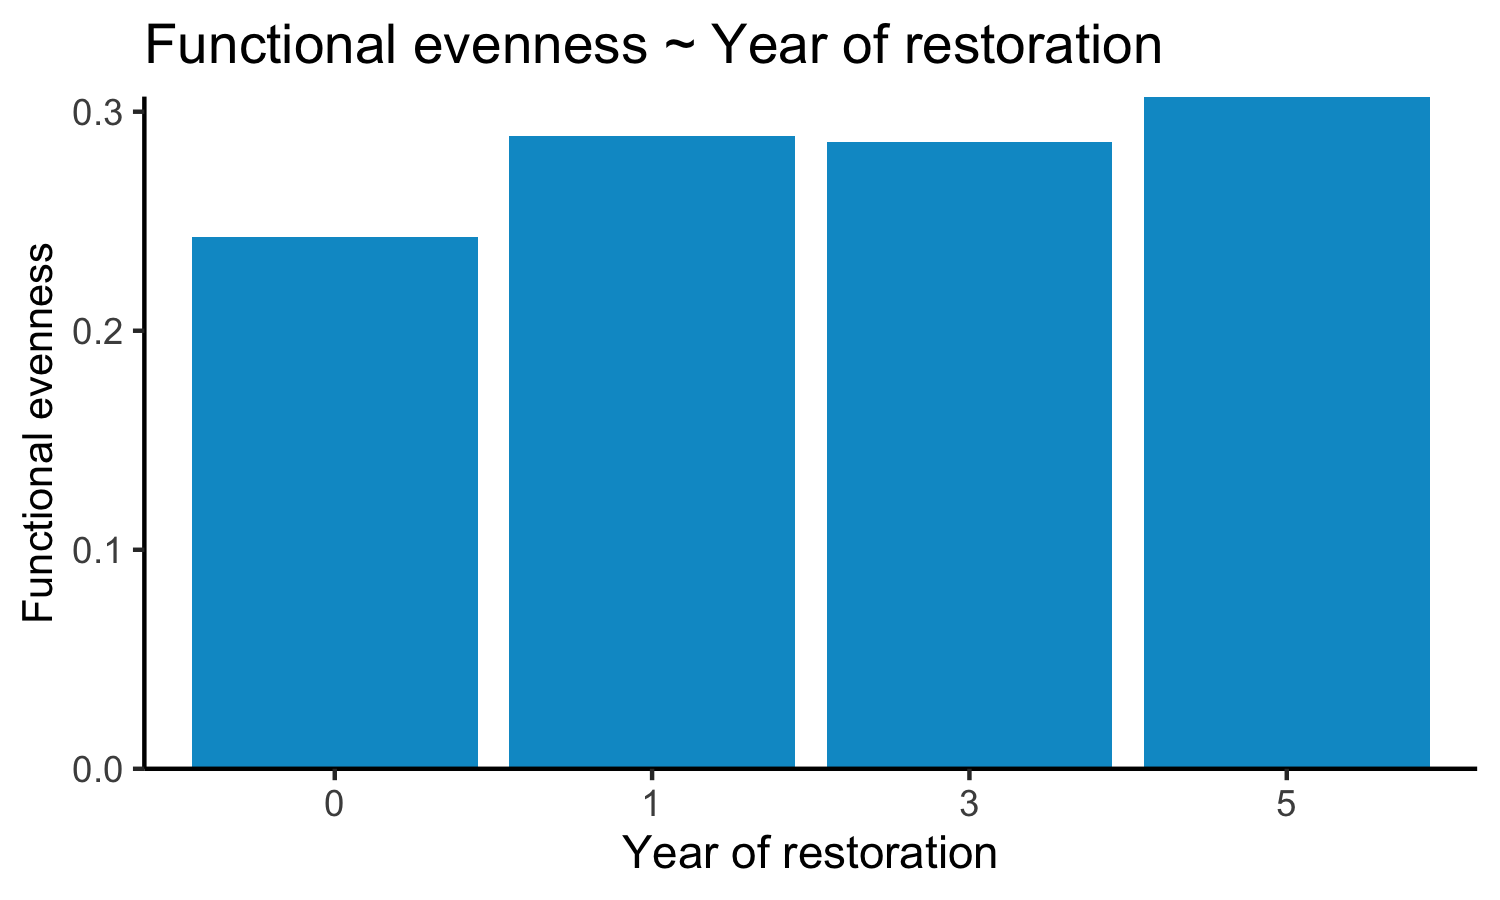 Functional evenness ~ Year of restoration
Functional evenness
0.3
0.2
0.1
0.0
0 1 3 5
Year of restoration